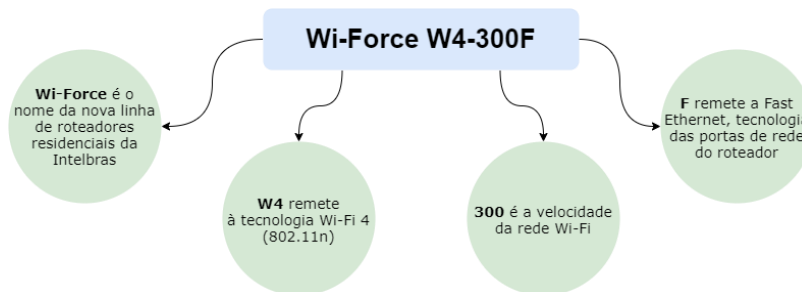 Wi-Force W4-300F
Wi-Force é o
nome da nova linha
de roteadores
residenciais da
Intelbras
W4 remete
à tecnologia Wi-Fi 4
(802.11n)
300 é a velocidade
da rede Wi-Fi
F remete a Fast
Ethernet, tecnologia
das portas de rede
do roteador